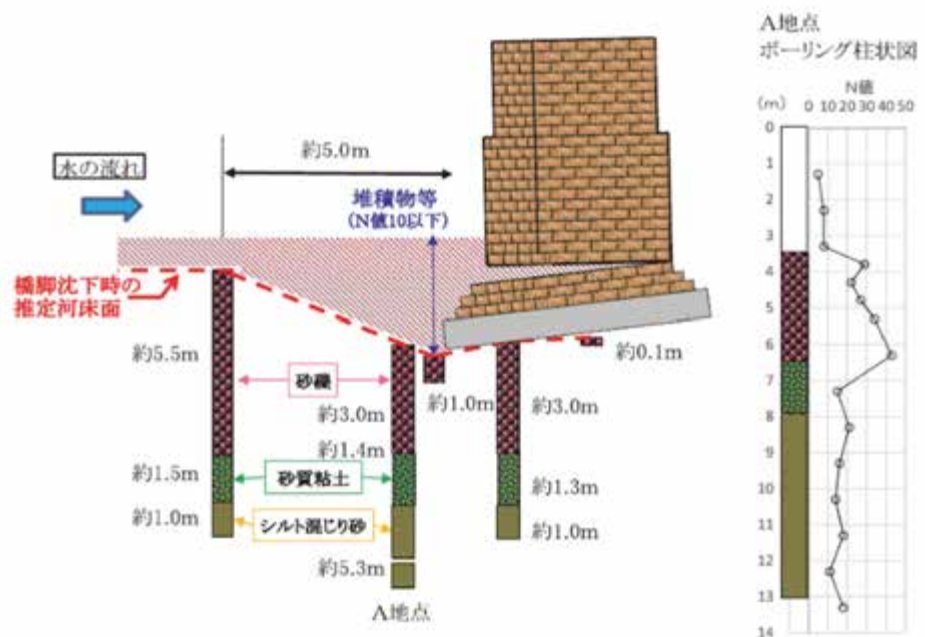 A地点
ボーリング柱状図
N値
(m) 0 10 20 30 40 50
0
1
2
3
4
5
6
7
8
9
10
11
12
13
14
約5.0m
水の流れ
堆積物等
(N値10以下)
橋脚沈下時の
推定河床面
約5.5m
砂礫
約0.1m
約1.0m
約3.0m
約3.0m
約1.4m
約1.5m
砂質粘土
約1.3m
約1.0m
シルト混じり砂
約1.0m
約5.3m
A地点